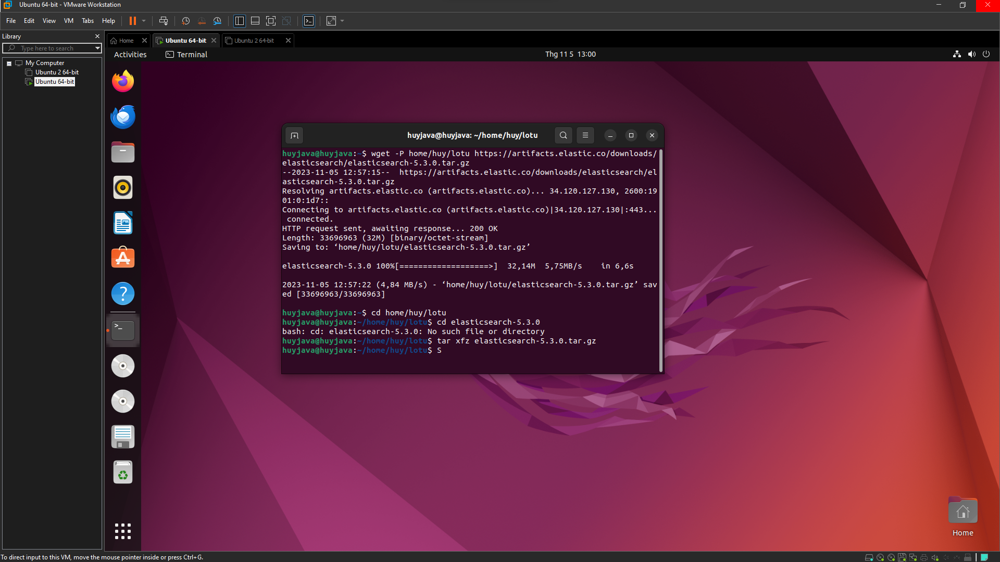 Ubuntu 64-bit - VMware Workstation
File Edit View VM Tabs Help
Library
Type here to search
My Computer
Ubuntu 2 64-bit
Ubuntu 64-bit
Home
Ubuntu 64-bit
Ubuntu 2 64-bit
Activities
Terminal
Thg 11 5 13:00
huyjava@huyjava: ~/home/huy/lotu
huyjava@huyjava:~$ wget -P home/huy/lotu https://artifacts.elastic.co/downloads/
elasticsearch/elasticsearch-5.3.0.tar.gz
--2023-11-05 12:57:15--  https://artifacts.elastic.co/downloads/elasticsearch/el
asticsearch-5.3.0.tar.gz
Resolving artifacts.elastic.co (artifacts.elastic.co)... 34.120.127.130, 2600:19
01:0:1d7::
Connecting to artifacts.elastic.co (artifacts.elastic.co)|34.120.127.130|:443...
 connected.
HTTP request sent, awaiting response... 200 OK
Length: 33696963 (32M) [binary/octet-stream]
Saving to: ‘home/huy/lotu/elasticsearch-5.3.0.tar.gz’
elasticsearch-5.3.0 100%[===================>]  32,14M  5,75MB/s    in 6,6s
2023-11-05 12:57:22 (4,84 MB/s) - ‘home/huy/lotu/elasticsearch-5.3.0.tar.gz’ sav
ed [33696963/33696963]
huyjava@huyjava:~$ cd home/huy/lotu
huyjava@huyjava:~/home/huy/lotu$ cd elasticsearch-5.3.0
bash: cd: elasticsearch-5.3.0: No such file or directory
huyjava@huyjava:~/home/huy/lotu$ tar xfz elasticsearch-5.3.0.tar.gz
huyjava@huyjava:~/home/huy/lotu$ S
Home
To direct input to this VM, move the mouse pointer inside or press Ctrl+G.